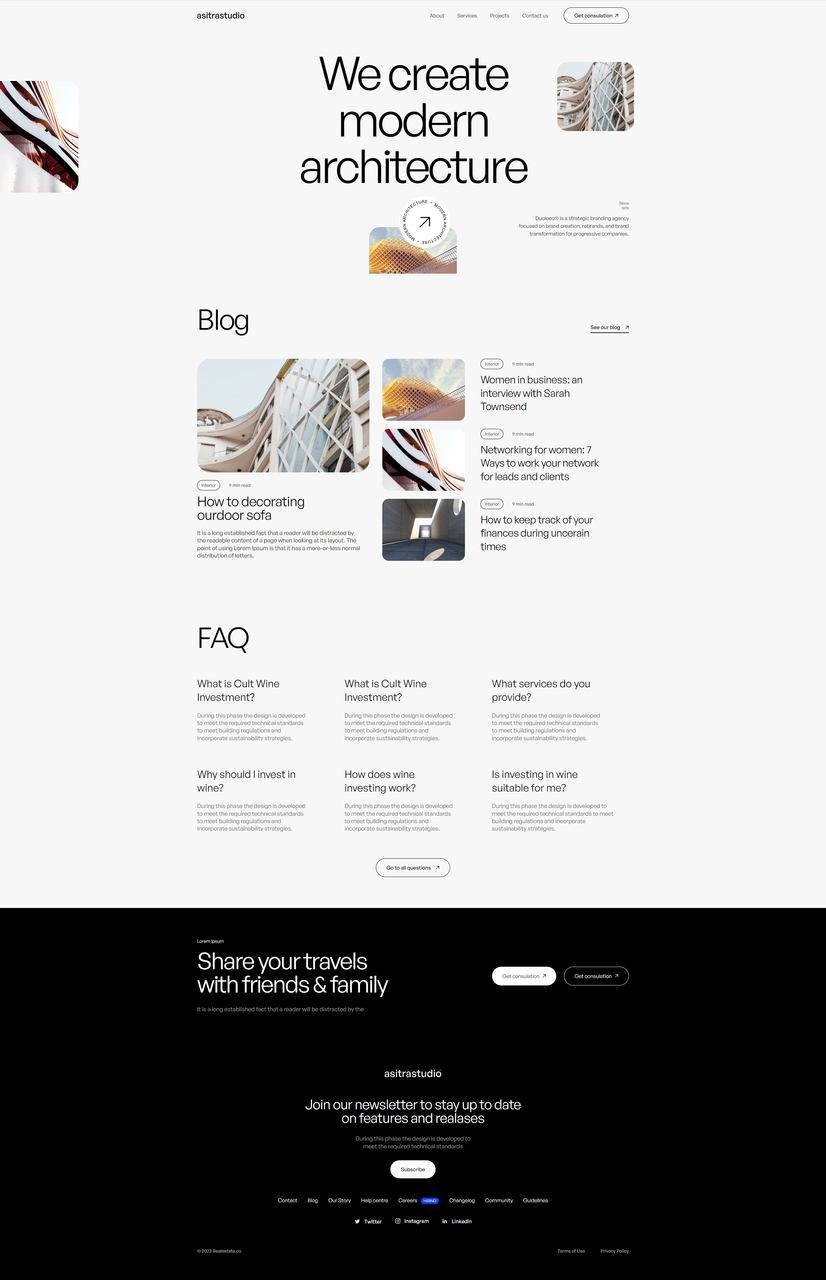 asitrastudio
About
Services
Projects
Contact us
Get consulation
We create
modern
architecture
MODERN ARCHITECTURE • MODERN ARCHITECTURE •
Duoloco® is a strategic branding agency
focused on brand creation, rebrands, and brand
transformation for progressive companies.
Blog
See our blog
Interior
9 min read
How to decorating
ourdoor sofa
It is a long established fact that a reader will be distracted by
the readable content of a page when looking at its layout. The
point of using Lorem Ipsum is that it has a more-or-less normal
distribution of letters,
Interior
9 min read
Women in business: an
interview with Sarah
Townsend
Interior
9 min read
Networking for women: 7
Ways to work your network
for leads and clients
Interior
9 min read
How to keep track of your
finances during uncerain
times
FAQ
What is Cult Wine
Investment?
During this phase the design is developed
to meet the required technical standards
to meet building regulations and
incorporate sustainability strategies.
What is Cult Wine
Investment?
During this phase the design is developed
to meet the required technical standards
to meet building regulations and
incorporate sustainability strategies.
What services do you
provide?
During this phase the design is developed
to meet the required technical standards
to meet building regulations and
incorporate sustainability strategies.
Why should I invest in
wine?
During this phase the design is developed
to meet the required technical standards
to meet building regulations and
incorporate sustainability strategies.
How does wine
investing work?
During this phase the design is developed
to meet the required technical standards
to meet building regulations and
incorporate sustainability strategies.
Is investing in wine
suitable for me?
During this phase the design is developed to
meet the required technical standards to meet
building regulations and incorporate
sustainability strategies.
Go to all questions
Lorem Ipsum
Share your travels
with friends & family
It is a long established fact that a reader will be distracted by the
Get consulation
Get consulation
asitrastudio
Join our newsletter to stay up to date
on features and realases
During this phase the design is developed to
meet the required technical standards
Subscribe
Contact
Blog
Our Story
Help centre
Careers
HIRING
Changelog
Community
Guidelines
Twitter
Instagram
Linkedin
© 2023 Realestate.co
Terms of Use
Privacy Policy